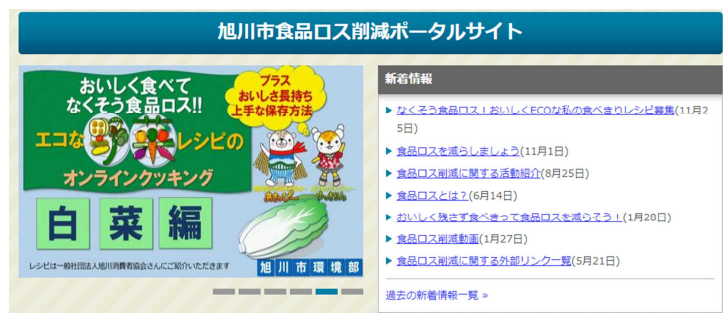 旭川市食品ロス削減ポータルサイト
おいしく食べて
なくそう食品ロス!!
エコな野菜レシピの
オンラインクッキング
白菜編
レシピは一般社団法人旭川消費者協会さんにご紹介いただきます
プラス
おいしさ長持ち
上手な保存方法
あさっピー
ゆっきりん
旭川市環境部
新着情報
なくそう食品ロス!おいしくECOな私の食べきりレシピ募集(11月2
5日)
食品ロスを減らしましょう(11月1日)
食品ロス削減に関する活動紹介(8月25日)
食品ロスとは?(6月14日)
おいしく残さず食べきって食品ロスを減らそう!(1月28日)
食品ロス削減動画(1月27日)
食品ロス削減に関する外部リンク一覧(5月21日)
過去の新着情報一覧 »